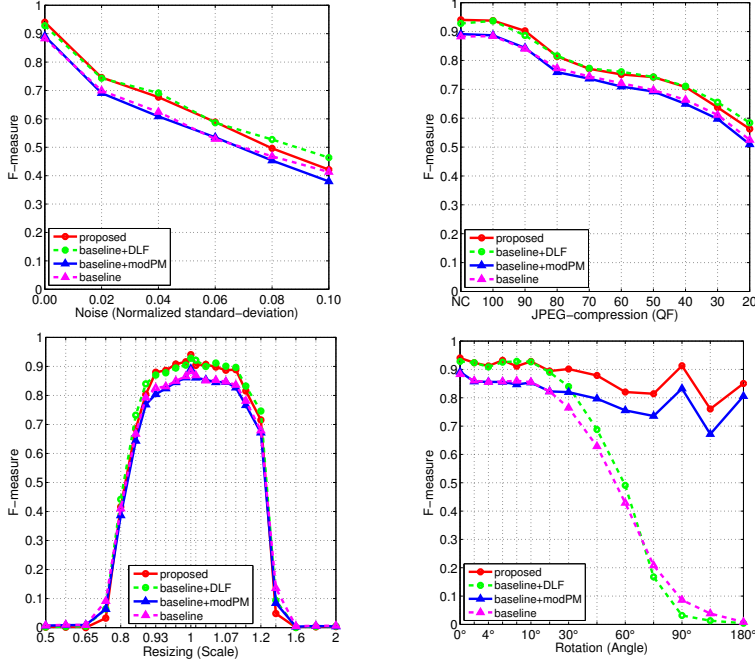 1
0.9
0.8
0.7
0.6
0.5
0.4
0.3
0.2
0.1
0
F−measure
proposed
baseline+DLF
baseline+modPM
baseline
0.00 0.02 0.04 0.06 0.08 0.10
Noise (Normalized standard−deviation)
1
0.9
0.8
0.7
0.6
0.5
0.4
0.3
0.2
0.1
0
F−measure
proposed
baseline+DLF
baseline+modPM
baseline
NC 100 90 80 70 60 50 40 30 20
JPEG−compression (QF)
1
0.9
0.8
0.7
0.6
0.5
0.4
0.3
0.2
0.1
0
F−measure
proposed
baseline+DLF
baseline+modPM
baseline
0.5 0.65 0.8 0.93 1 1.07 1.2 1.6 2
Resizing (Scale)
1
0.9
0.8
0.7
0.6
0.5
0.4
0.3
0.2
0.1
0
F−measure
proposed
baseline+DLF
baseline+modPM
baseline
0° 4° 10° 30° 60° 90° 180°
Rotation (Angle)